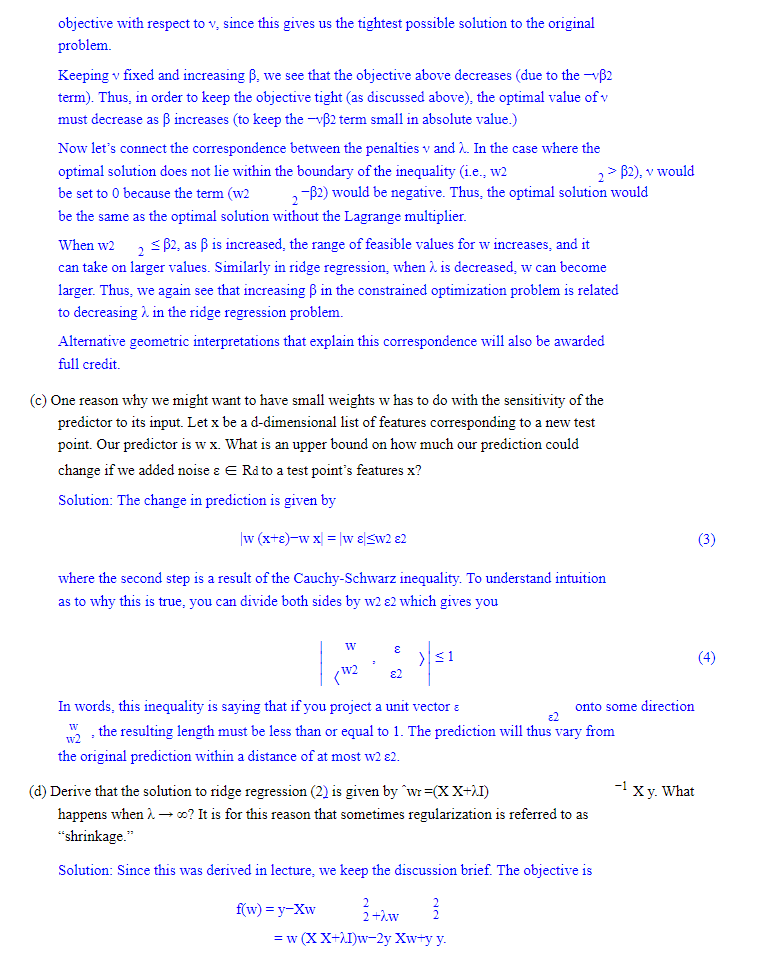 objective with respect to ν, since this gives us the tightest possible solution to the original
problem.
Keeping ν fixed and increasing β, we see that the objective above decreases (due to the −νβ2
term). Thus, in order to keep the objective tight (as discussed above), the optimal value of ν
must decrease as β increases (to keep the −νβ2 term small in absolute value.)
Now let's connect the correspondence between the penalties ν and λ. In the case where the
optimal solution does not lie within the boundary of the inequality (i.e., w2 2 > β2), ν would
be set to 0 because the term (w2 2 −β2) would be negative. Thus, the optimal solution would
be the same as the optimal solution without the Lagrange multiplier.
When w2 2 ≤ β2, as β is increased, the range of feasible values for w increases, and it
can take on larger values. Similarly in ridge regression, when λ is decreased, w can become
larger. Thus, we again see that increasing β in the constrained optimization problem is related
to decreasing λ in the ridge regression problem.
Alternative geometric interpretations that explain this correspondence will also be awarded
full credit.
(c) One reason why we might want to have small weights w has to do with the sensitivity of the
predictor to its input. Let x be a d-dimensional list of features corresponding to a new test
point. Our predictor is w x. What is an upper bound on how much our prediction could
change if we added noise ε ∈ Rd to a test point's features x?
Solution: The change in prediction is given by
|w (x+ε)−w x| = |w ε|≤w2 ε2 (3)
where the second step is a result of the Cauchy-Schwarz inequality. To understand intuition
as to why this is true, you can divide both sides by w2 ε2 which gives you
| ⟨ w w2 , ε ε2 ⟩ | ≤ 1 (4)
In words, this inequality is saying that if you project a unit vector ε ε2 onto some direction
w w2 , the resulting length must be less than or equal to 1. The prediction will thus vary from
the original prediction within a distance of at most w2 ε2.
(d) Derive that the solution to ridge regression (2) is given by ˆwr =(X X+λI) −1 X y. What
happens when λ → ∞? It is for this reason that sometimes regularization is referred to as
“shrinkage.”
Solution: Since this was derived in lecture, we keep the discussion brief. The objective is
f(w) = y−Xw 2 2 +λw 2 2
= w (X X+λI)w−2y Xw+y y.